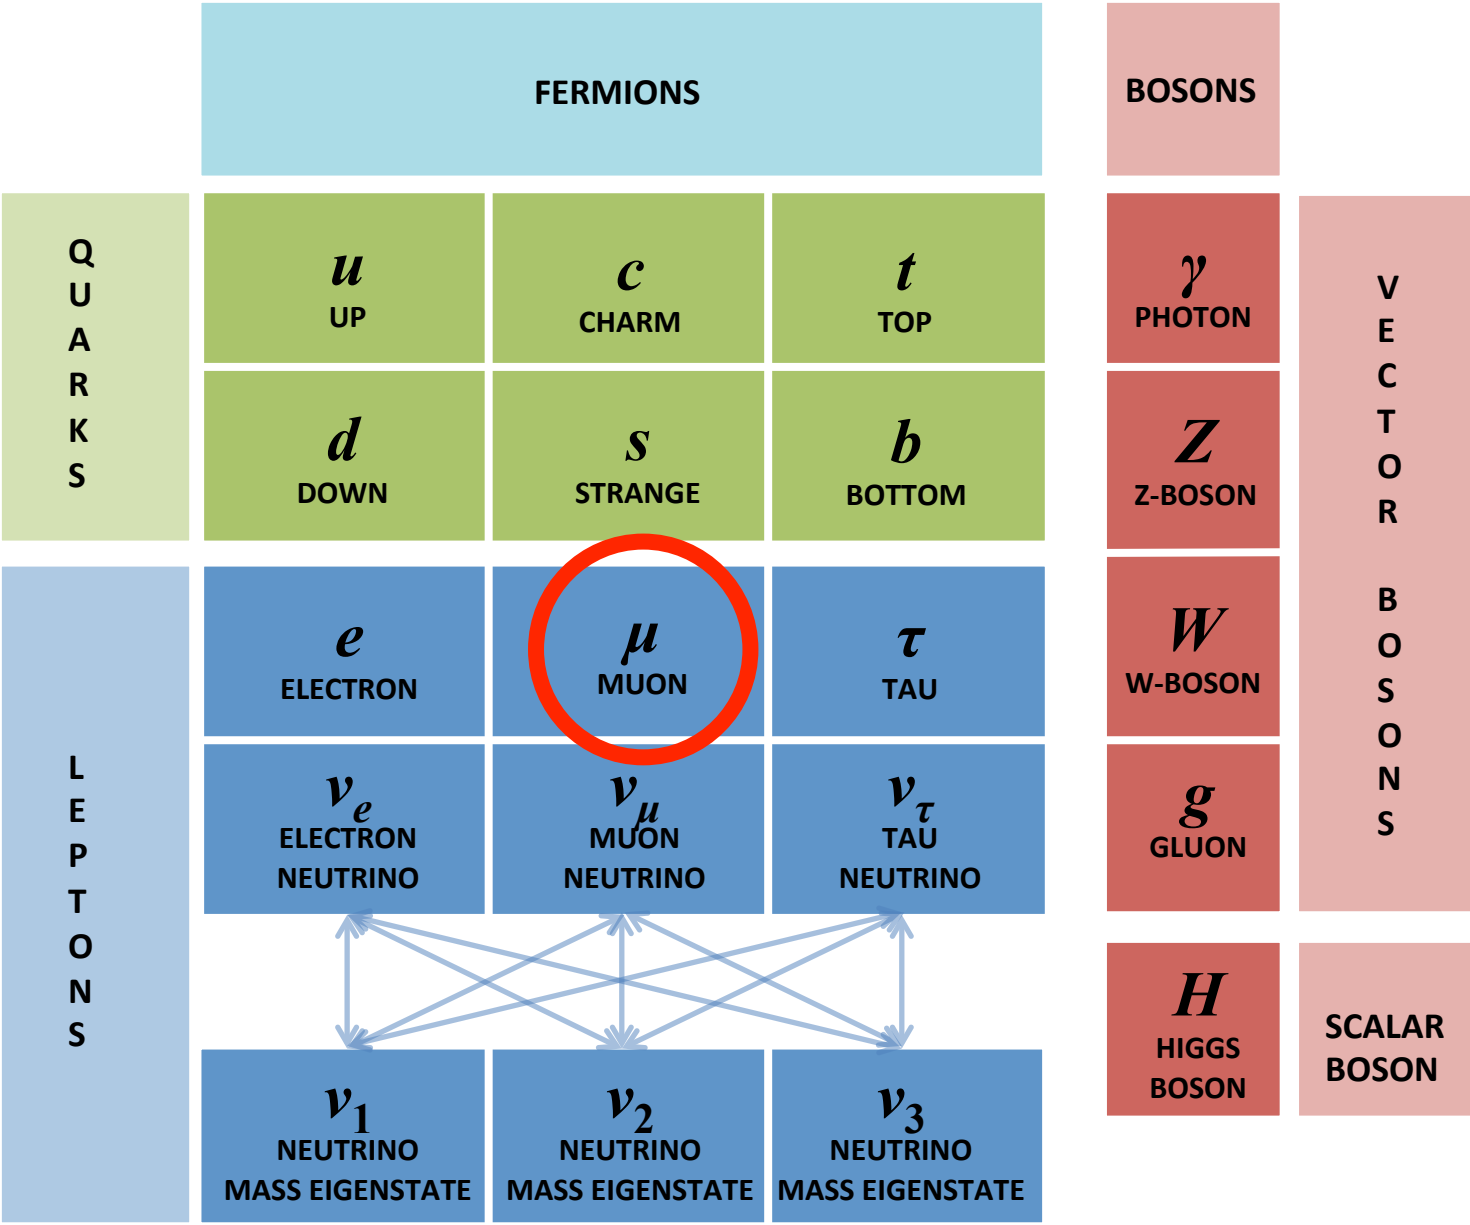 FERMIONS
BOSONS
QUARKS
u
UP
c
CHARM
t
TOP
γ
PHOTON
VECTOR BOSONS
d
DOWN
s
STRANGE
b
BOTTOM
Z
Z-BOSON
LEPTONS
e
ELECTRON
μ
MUON
τ
TAU
W
W-BOSON
νe
ELECTRON
NEUTRINO
νμ
MUON
NEUTRINO
ντ
TAU
NEUTRINO
g
GLUON
H
HIGGS
BOSON
SCALAR
BOSON
ν1
NEUTRINO
MASS EIGENSTATE
ν2
NEUTRINO
MASS EIGENSTATE
ν3
NEUTRINO
MASS EIGENSTATE